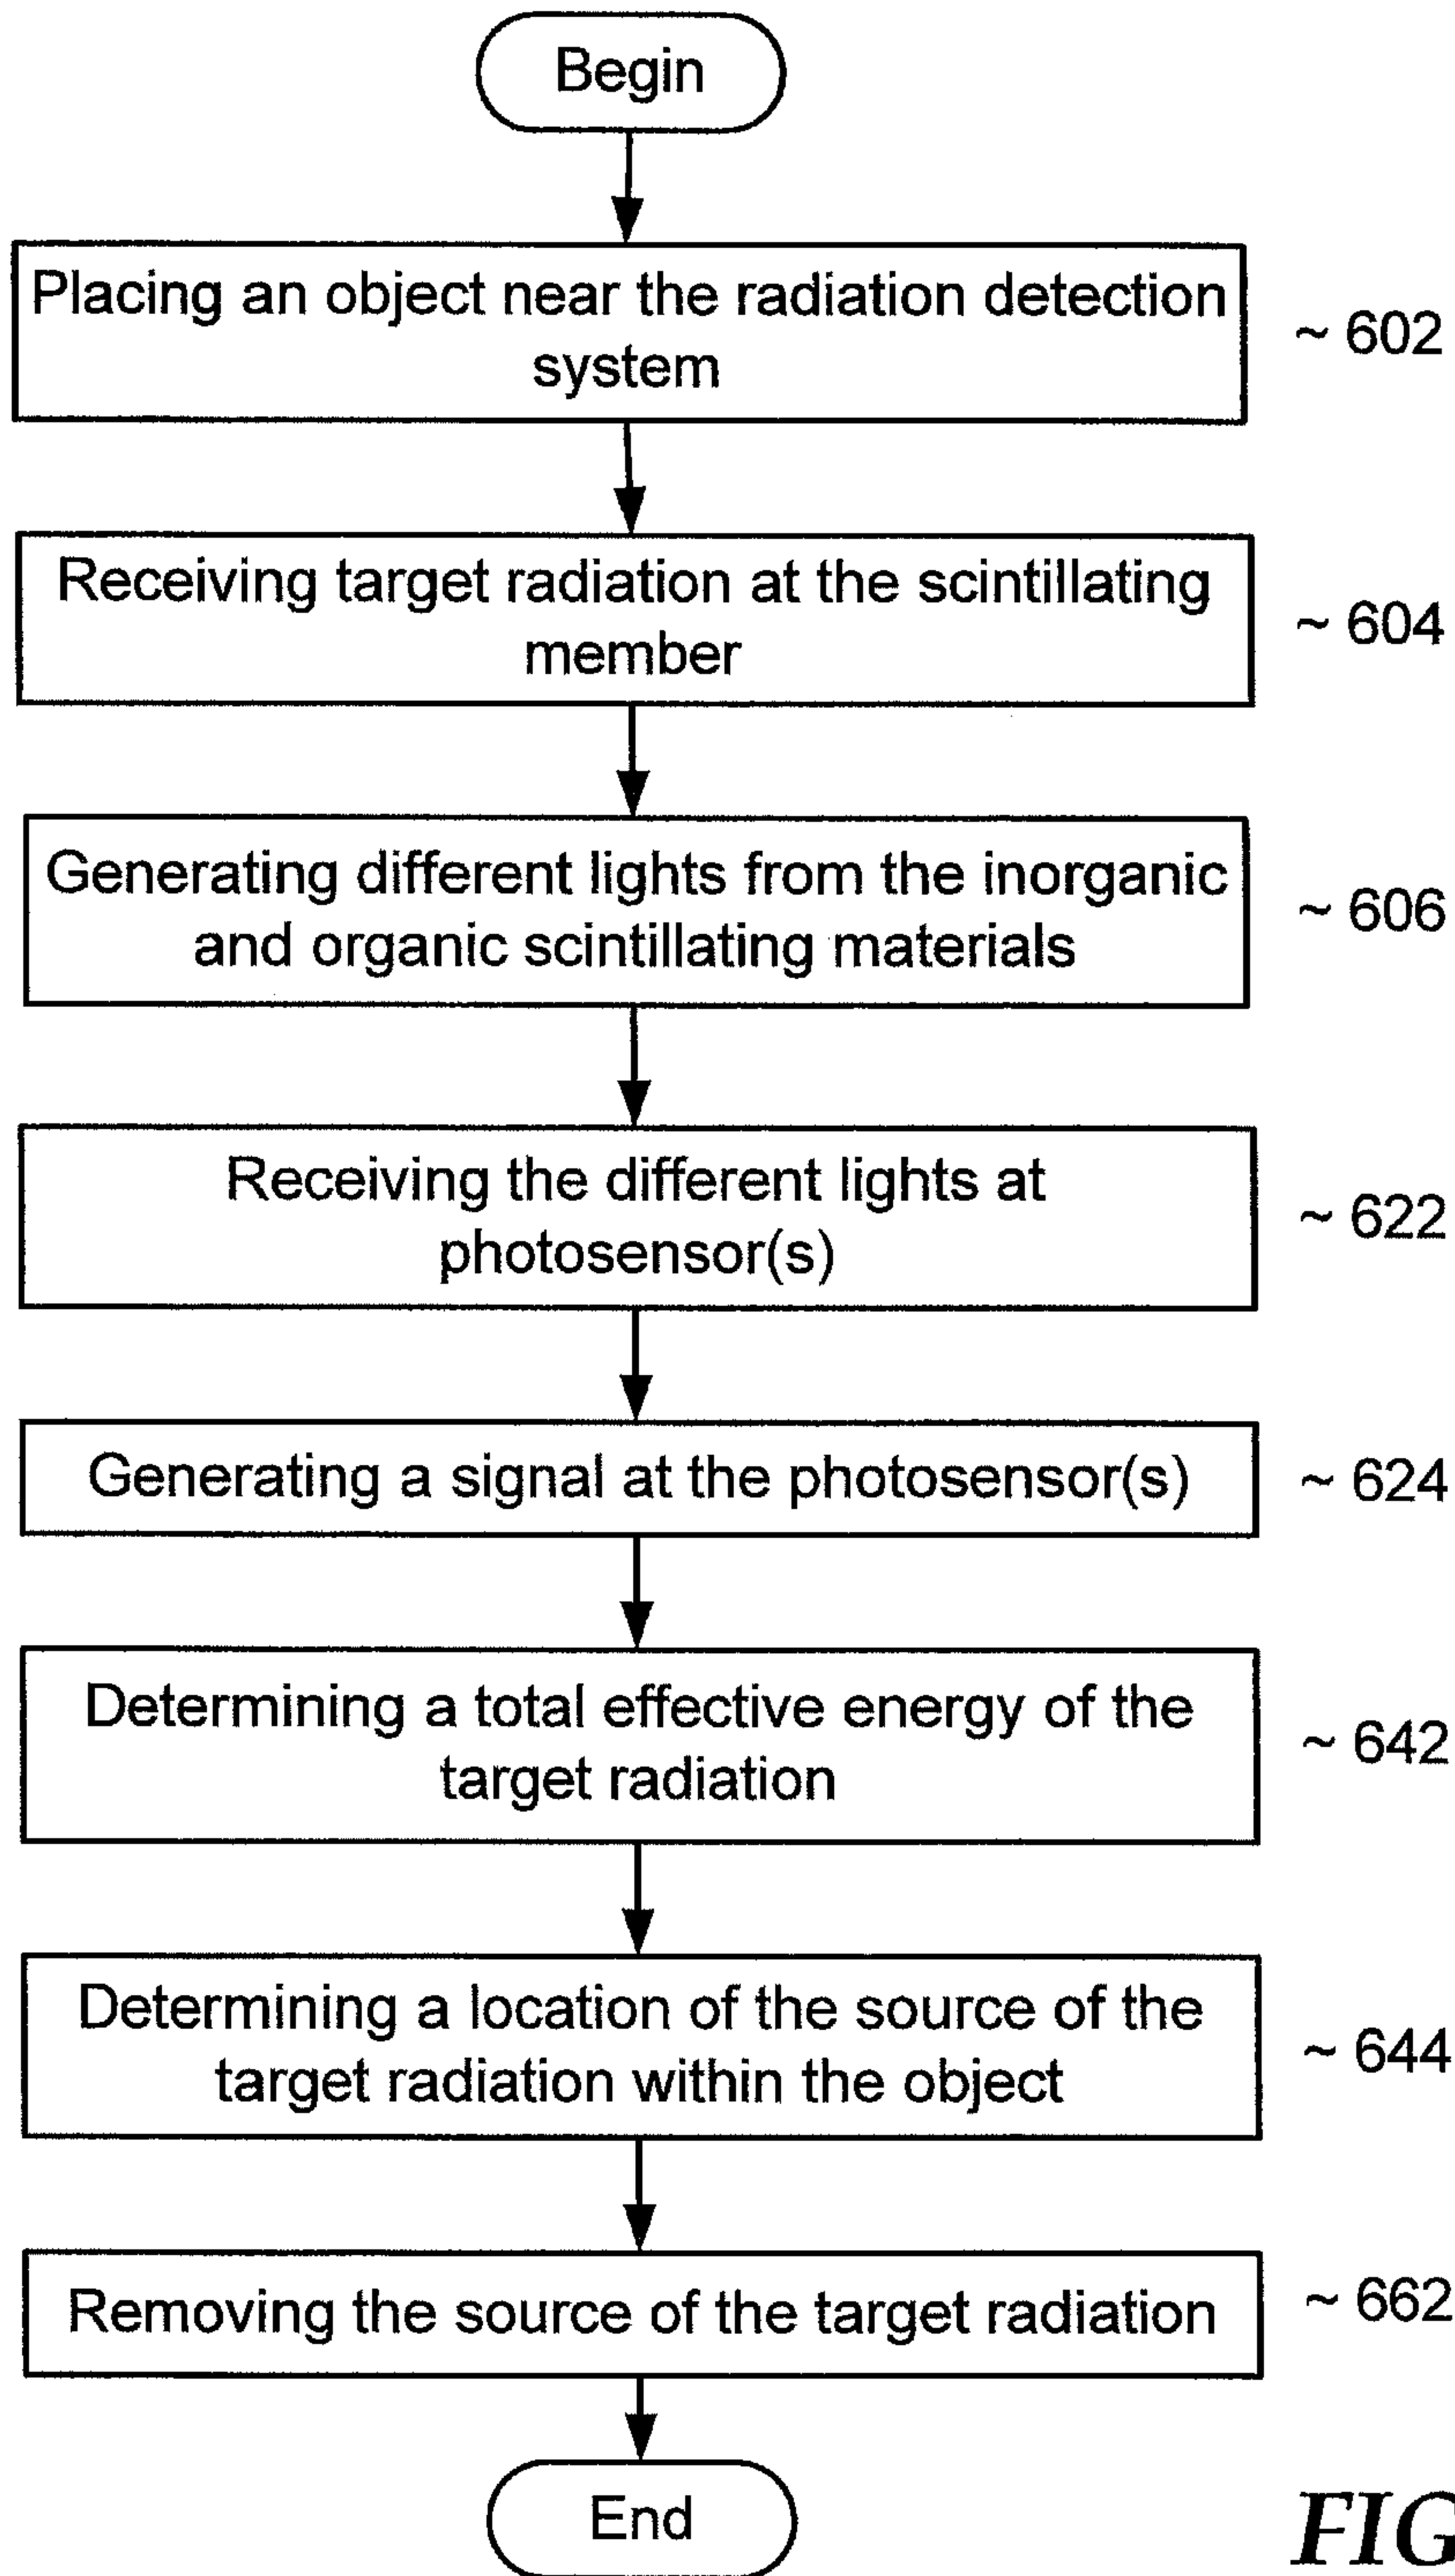 Begin
Placing an object near the radiation detection
system
~ 602
Receiving target radiation at the scintillating
member
~ 604
Generating different lights from the inorganic
and organic scintillating materials
~ 606
Receiving the different lights at
photosensor(s)
~ 622
Generating a signal at the photosensor(s)
~ 624
Determining a total effective energy of the
target radiation
~ 642
Determining a location of the source of the
target radiation within the object
~ 644
Removing the source of the target radiation
~ 662
End
FIG